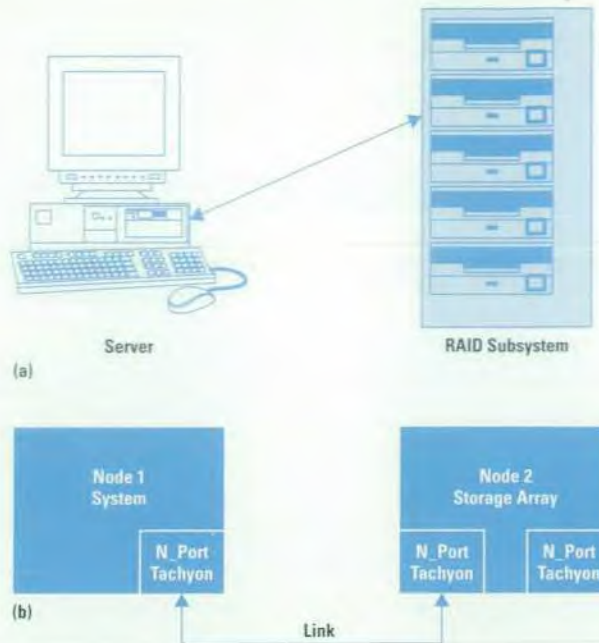 Server
RAID Subsystem
(a)
Node 1
System
N_Port
Tachyon
Node 2
Storage Array
N_Port
Tachyon
N_Port
Tachyon
(b)
Link